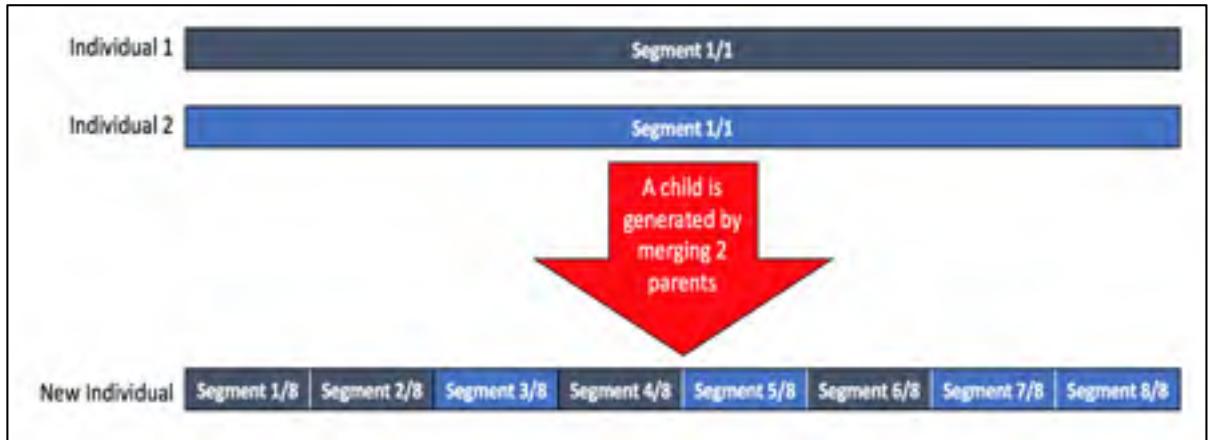 Individual 1
Segment 1/1
Individual 2
Segment 1/1
A child is
generated by
merging 2
parents
New Individual
Segment 1/8 Segment 2/8 Segment 3/8 Segment 4/8 Segment 5/8 Segment 6/8 Segment 7/8 Segment 8/8